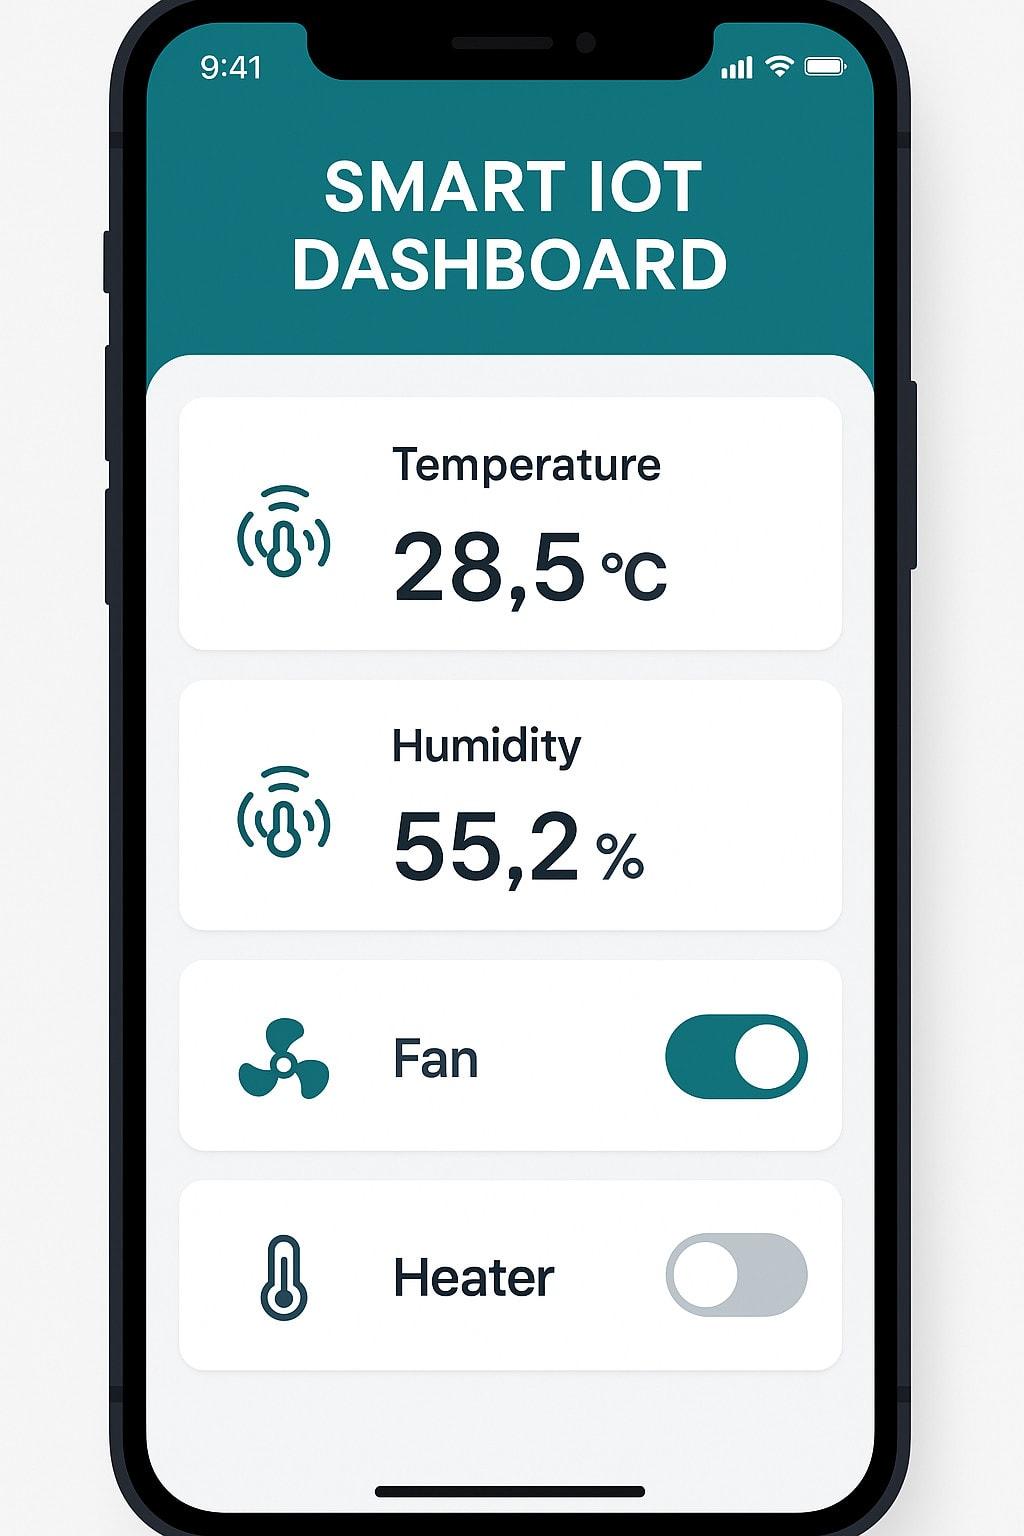 9:41
SMART IOT
DASHBOARD
Temperature
28,5 °C
Humidity
55,2 %
Fan
Heater